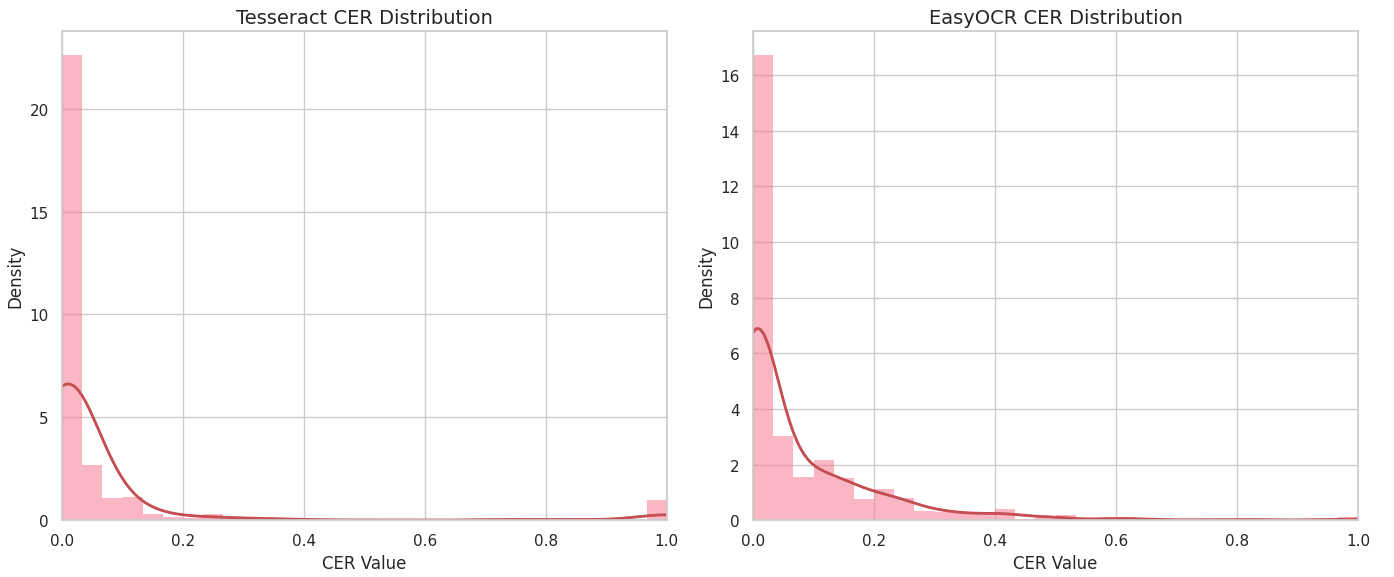 Tesseract CER Distribution
Density
20
15
10
5
0
0.0 0.2 0.4 0.6 0.8 1.0
CER Value
EasyOCR CER Distribution
Density
16
14
12
10
8
6
4
2
0
0.0 0.2 0.4 0.6 0.8 1.0
CER Value